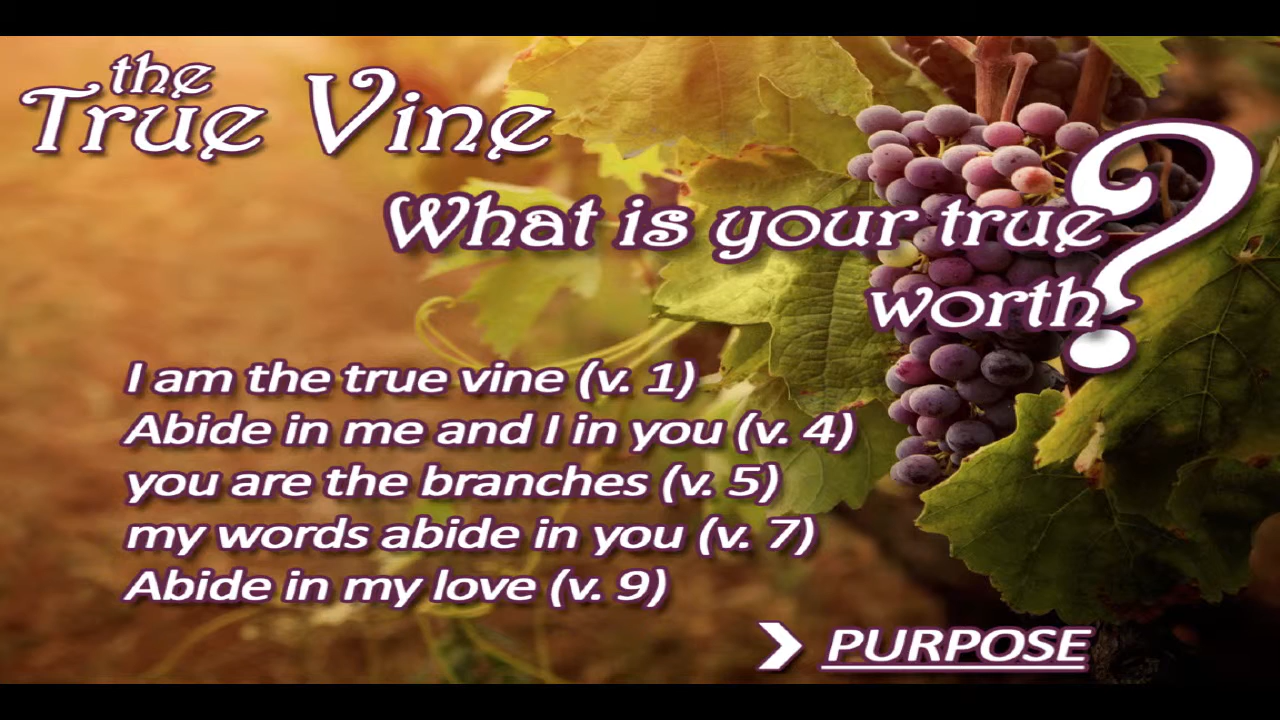 the
True Vine
What is your true
worth?
I am the true vine (v. 1)
Abide in me and I in you (v. 4)
you are the branches (v. 5)
my words abide in you (v. 7)
Abide in my love (v. 9)
PURPOSE